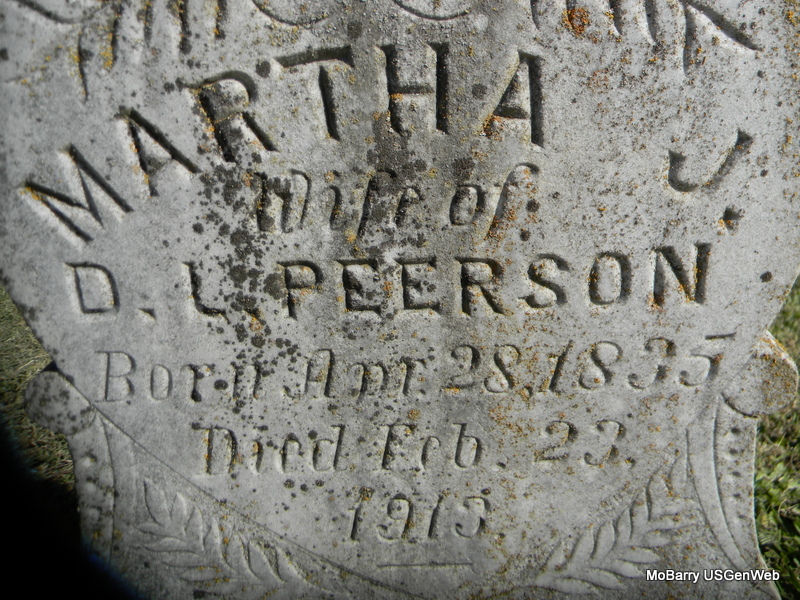 MARTHA J.
Wife of
D. L. PEERSON
Born Apr. 28, 1835
Died Feb. 23,
1913
MoBarry USGenWeb